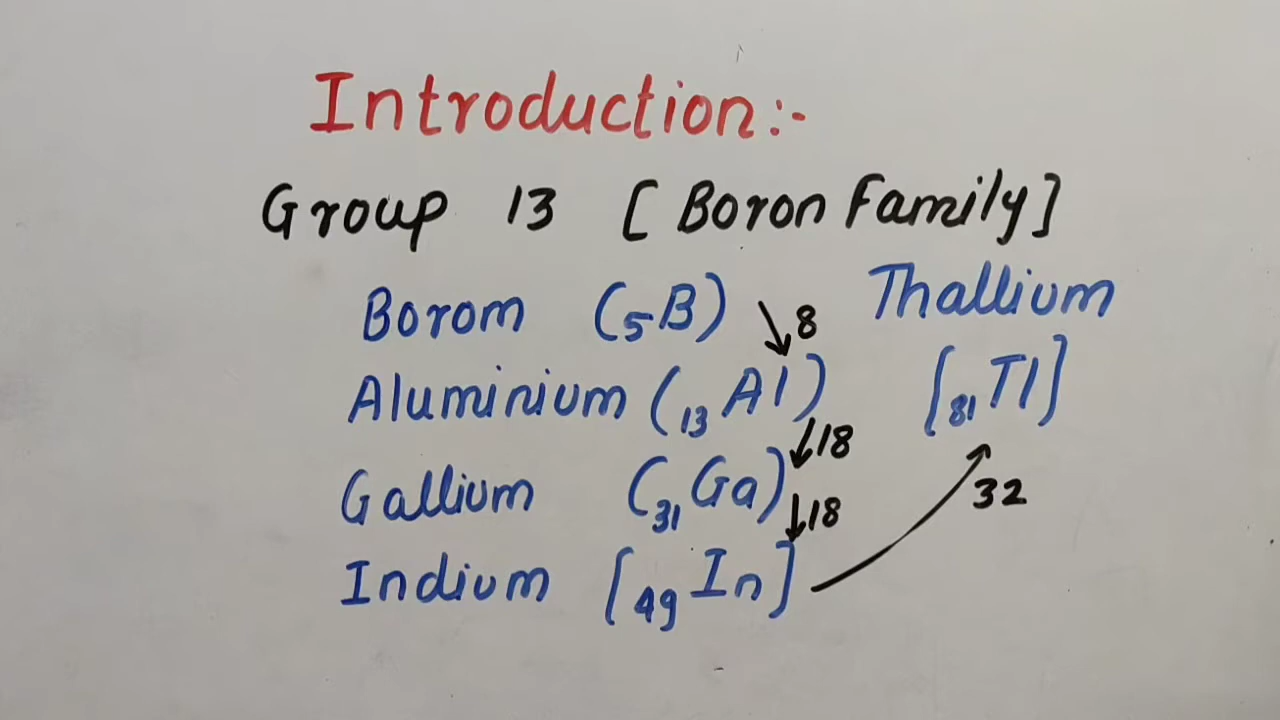 Introduction:-
Group 13 [Boron Family]
Borom (₅B) ↘8
Aluminium (₁₃Al) ↓18
Gallium (₃₁Ga) ↓18
Indium [₄₉In]
Thallium
[₈₁Tl]
32